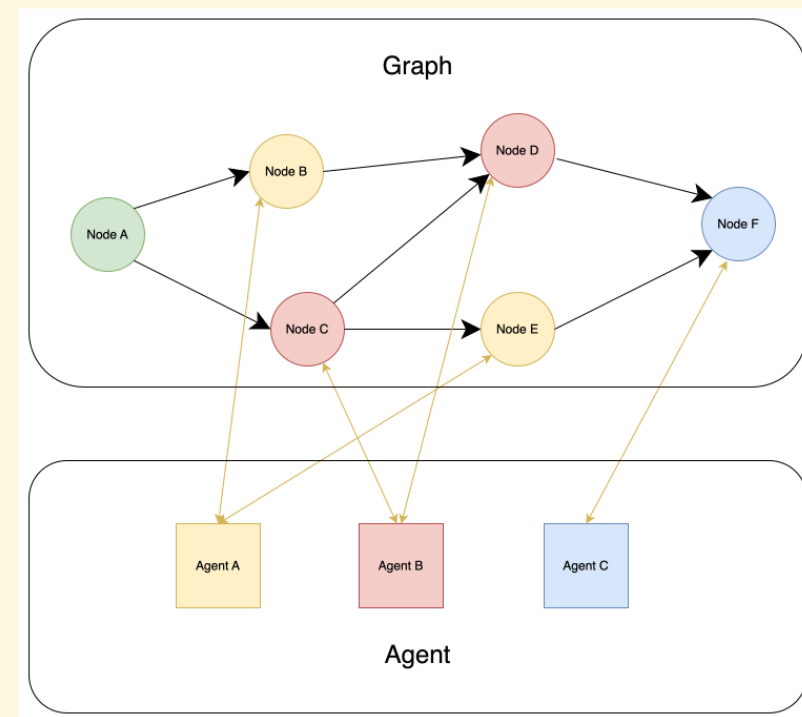 Graph
Node D
Node B
Node F
Node A
Node C
Node E
Agent A
Agent B
Agent C
Agent